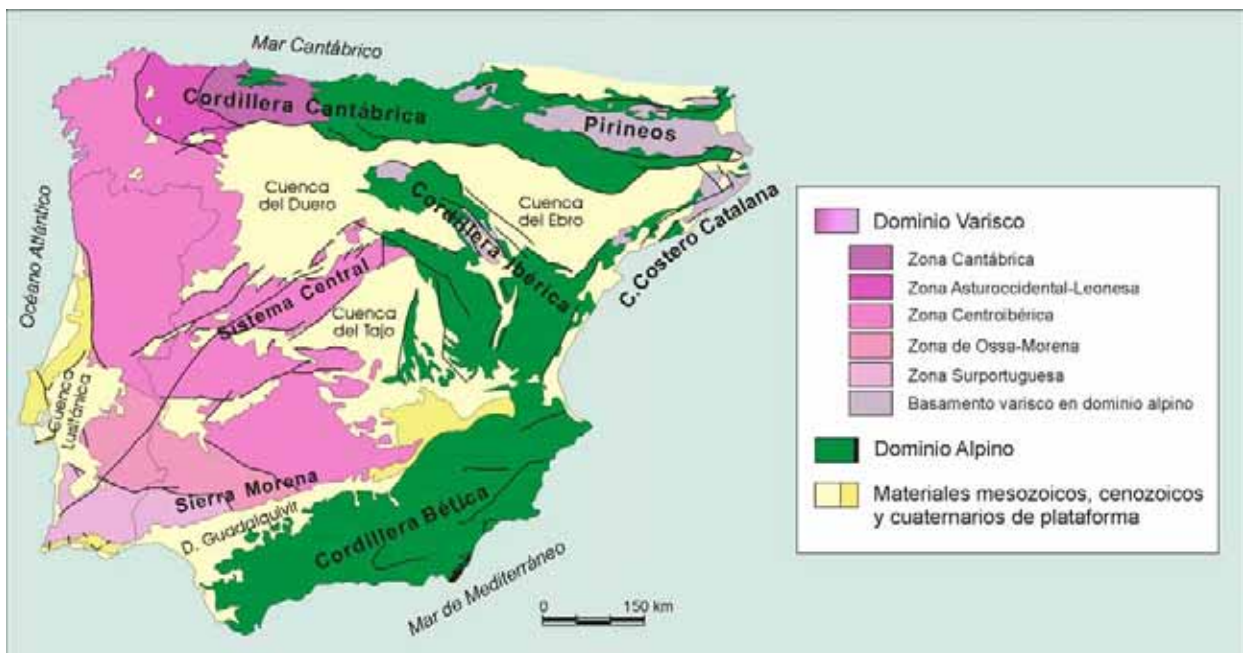 Mar Cantábrico
Cordillera Cantábrica
Pirineos
Cuenca
del Duero
Cuenca
del Ebro
Cordillera Ibérica
C. Costero Catalana
Océano Atlántico
Sistema Central
Cuenca
del Tajo
Cuenca
Lusitánica
Sierra Morena
D. Guadalquivir
Cordillera Bética
Mar de Mediterráneo
0 150 km
Dominio Varisco
Zona Cantábrica
Zona Asturoccidental-Leonesa
Zona Centroibérica
Zona de Ossa-Morena
Zona Surportuguesa
Basamento varisco en dominio alpino
Dominio Alpino
Materiales mesozoicos, cenozoicos
y cuaternarios de plataforma